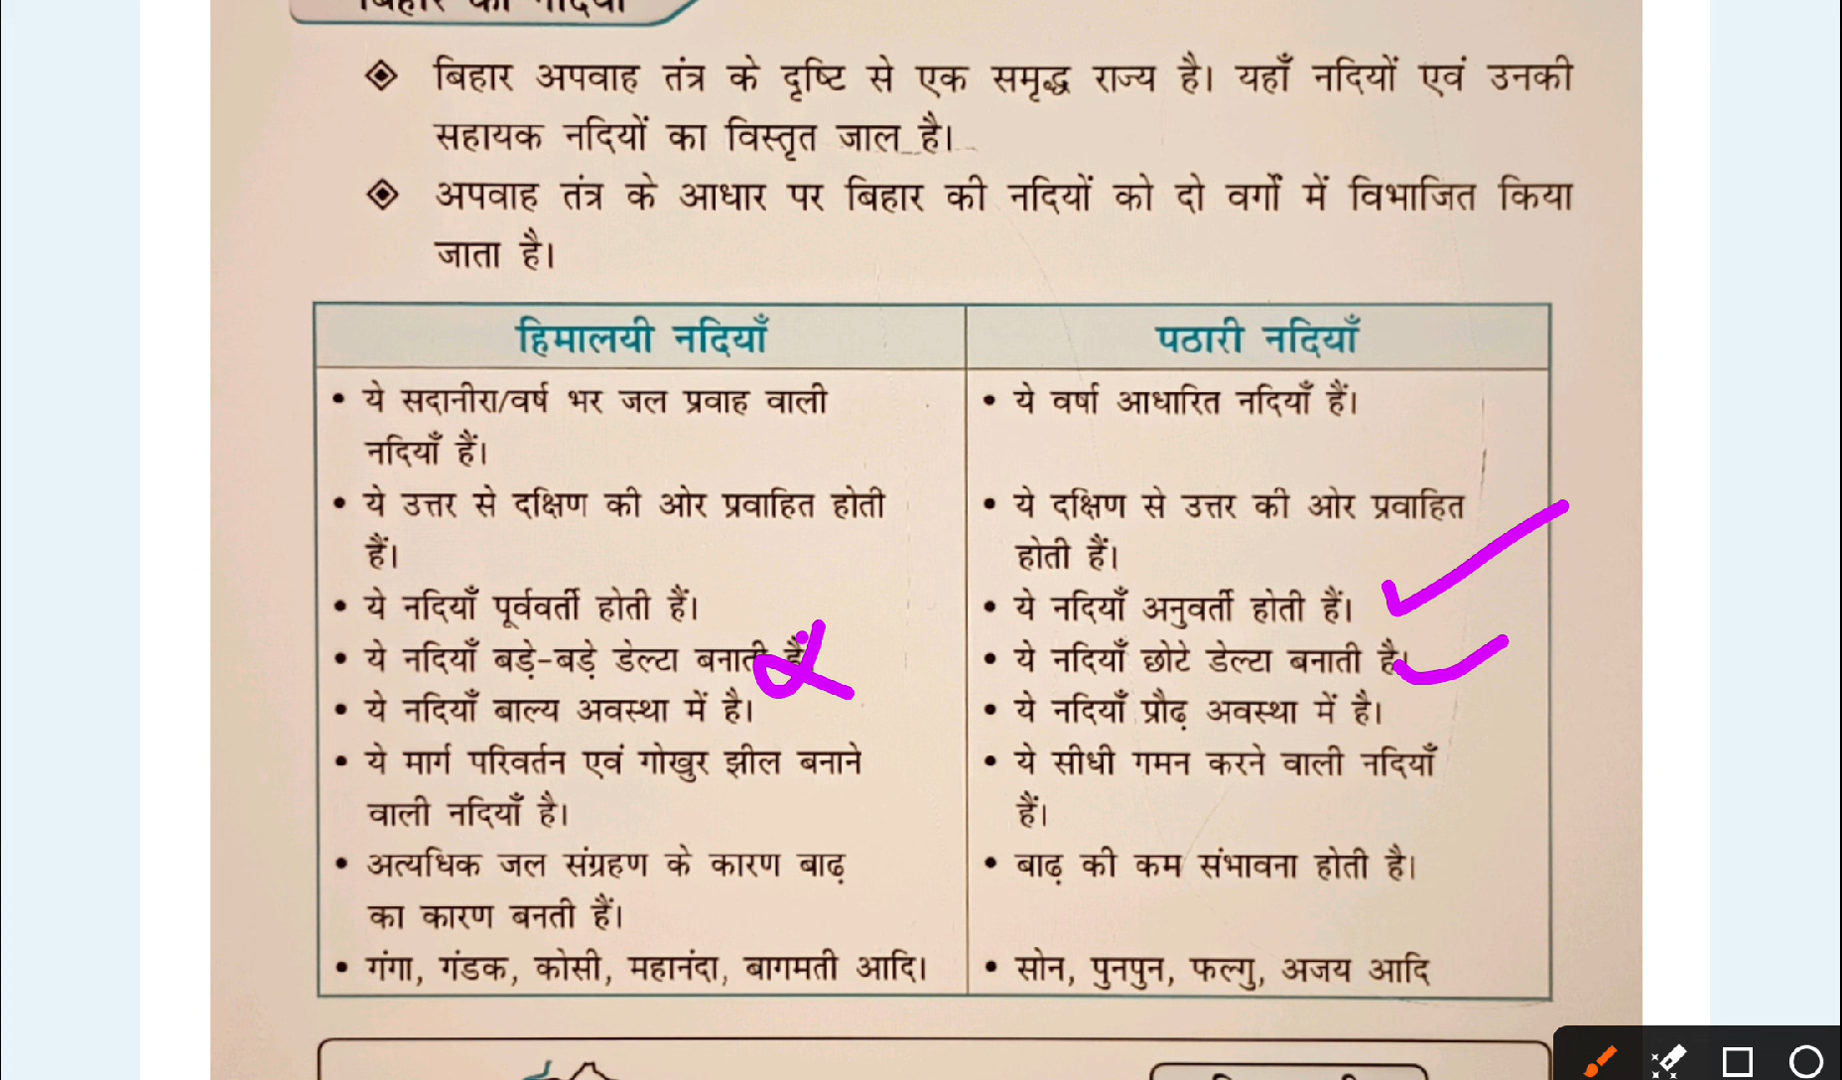 बिहार की नदियाँ
बिहार अपवाह तंत्र के दृष्टि से एक समृद्ध राज्य है। यहाँ नदियों एवं उनकी
सहायक नदियों का विस्तृत जाल है।
अपवाह तंत्र के आधार पर बिहार की नदियों को दो वर्गों में विभाजित किया
जाता है।
हिमालयी नदियाँ
• ये सदानीरा/वर्ष भर जल प्रवाह वाली
नदियाँ हैं।
• ये उत्तर से दक्षिण की ओर प्रवाहित होती
हैं।
• ये नदियाँ पूर्ववर्ती होती हैं।
• ये नदियाँ बड़े-बड़े डेल्टा बनाती हैं
• ये नदियाँ बाल्य अवस्था में है।
• ये मार्ग परिवर्तन एवं गोखुर झील बनाने
वाली नदियाँ है।
• अत्यधिक जल संग्रहण के कारण बाढ़
का कारण बनती हैं।
• गंगा, गंडक, कोसी, महानंदा, बागमती आदि।
पठारी नदियाँ
• ये वर्षा आधारित नदियाँ हैं।
• ये दक्षिण से उत्तर की ओर प्रवाहित
होती हैं।
• ये नदियाँ अनुवर्ती होती हैं।
• ये नदियाँ छोटे डेल्टा बनाती है।
• ये नदियाँ प्रौढ़ अवस्था में है।
• ये सीधी गमन करने वाली नदियाँ
हैं।
• बाढ़ की कम संभावना होती है।
• सोन, पुनपुन, फल्गु, अजय आदि